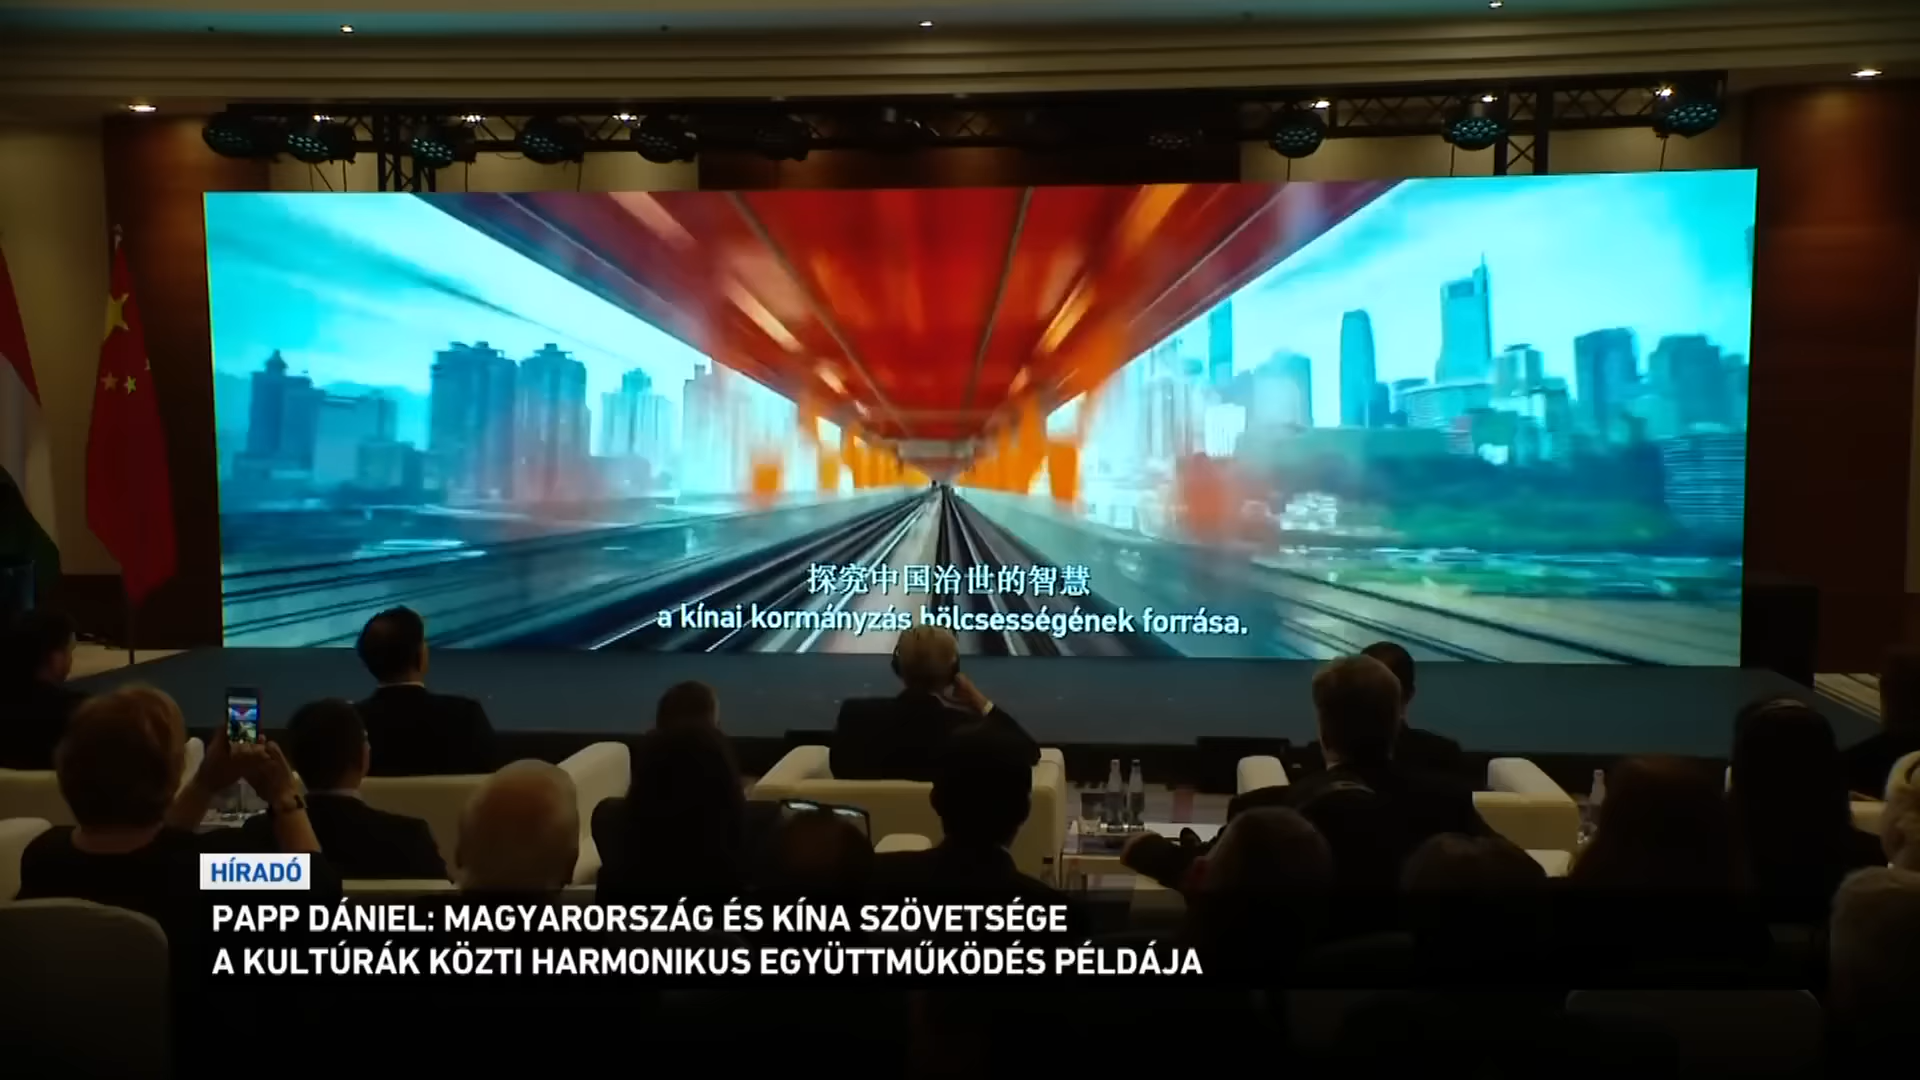 探究中国治世的智慧
a kínai kormányzás bölcsességének forrása.
HÍRADÓ
PAPP DÁNIEL: MAGYARORSZÁG ÉS KÍNA SZÖVETSÉGE
A KULTÚRÁK KÖZTI HARMONIKUS EGYÜTTMŰKÖDÉS PÉLDÁJA